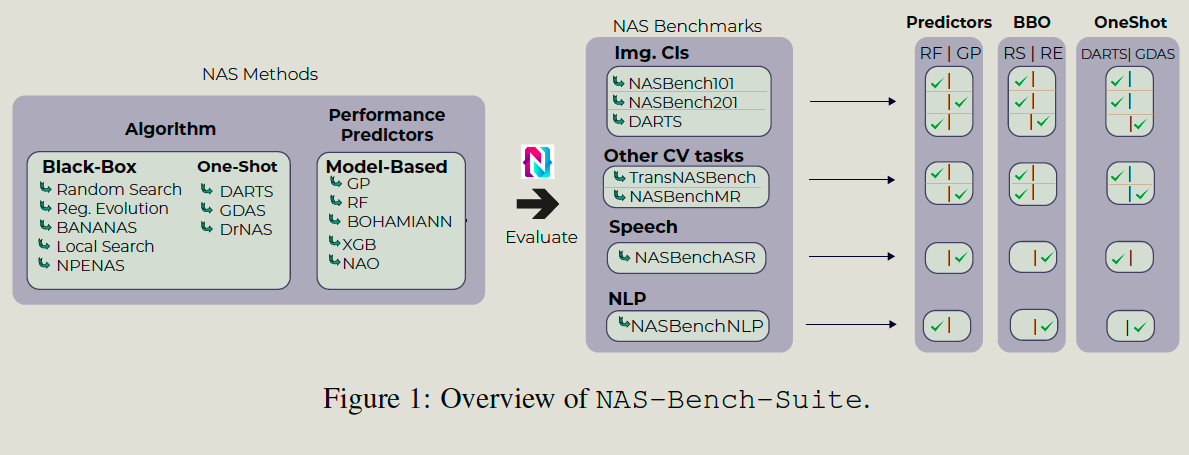 NAS Methods
Algorithm
Black-Box
Random Search
Reg. Evolution
BANANAS
Local Search
NPENAS
One-Shot
DARTS
GDAS
DrNAS
Performance
Predictors
Model-Based
GP
RF
BOHAMIANN
XGB
NAO
N
Evaluate
NAS Benchmarks
Img. Cls
NASBench101
NASBench201
DARTS
Other CV tasks
TransNASBench
NASBenchMR
Speech
NASBenchASR
NLP
NASBenchNLP
Predictors
RF | GP
BBO
RS | RE
OneShot
DARTS| GDAS
Figure 1: Overview of NAS-Bench-Suite.